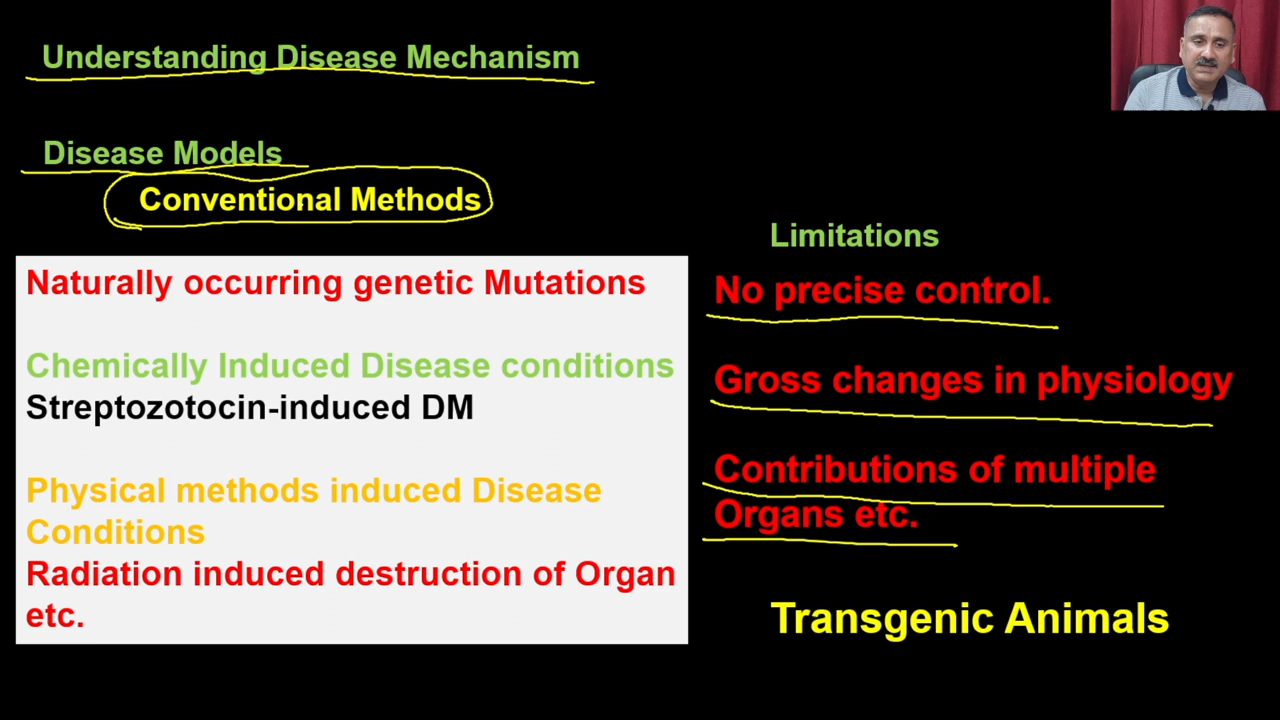 Understanding Disease Mechanism
Disease Models
Conventional Methods
Naturally occurring genetic Mutations
Chemically Induced Disease conditions
Streptozotocin-induced DM
Physical methods induced Disease
Conditions
Radiation induced destruction of Organ
etc.
Limitations
No precise control.
Gross changes in physiology
Contributions of multiple
Organs etc.
Transgenic Animals